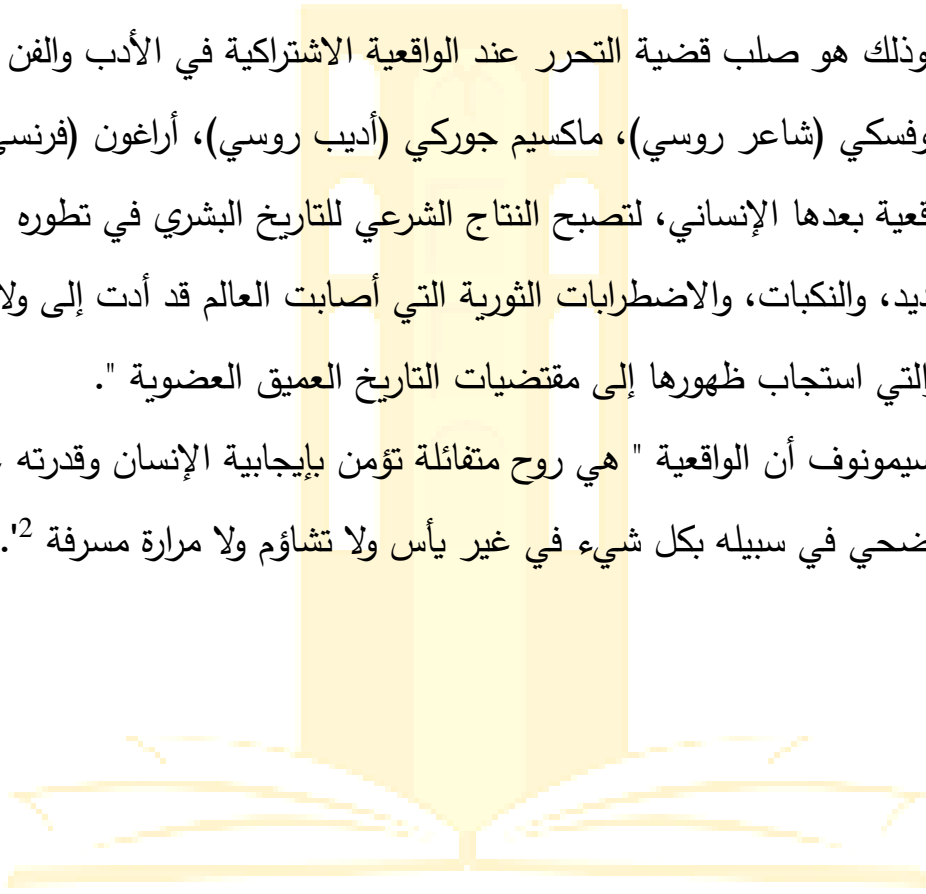 وذلك هو صلب قضية التحرر عند الواقعية الاشتراكية في الأدب والفن
وفسكي (شاعر روسي)، ماكسيم جوركي (أديب روسي)، أراغون (فرنسي
قعية بعدها الإنساني، لتصبح النتاج الشرعي للتاريخ البشري في تطوره
ديد، والنكبات، والاضطرابات الثورية التي أصابت العالم قد أدت إلى ولا
التي استجاب ظهورها إلى مقتضيات التاريخ العميق العضوية ".
سيمونوف أن الواقعية " هي روح متفائلة تؤمن بإيجابية الإنسان وقدرته
ضحي في سبيله بكل شيء في غير يأس ولا تشاؤم ولا مرارة مسرفة 2'.